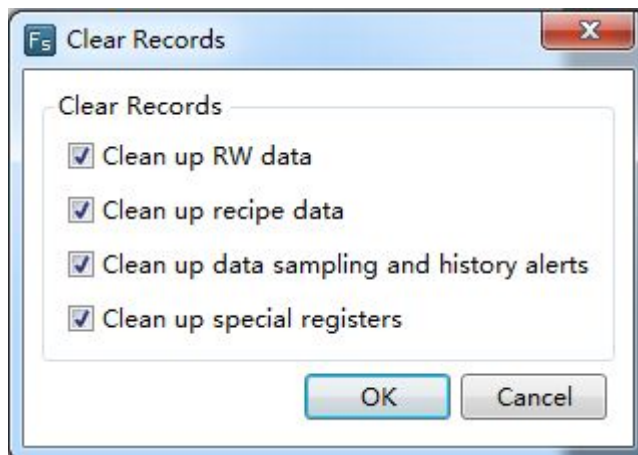 Fs Clear Records
Clear Records
Clean up RW data
Clean up recipe data
Clean up data sampling and history alerts
Clean up special registers
OK Cancel